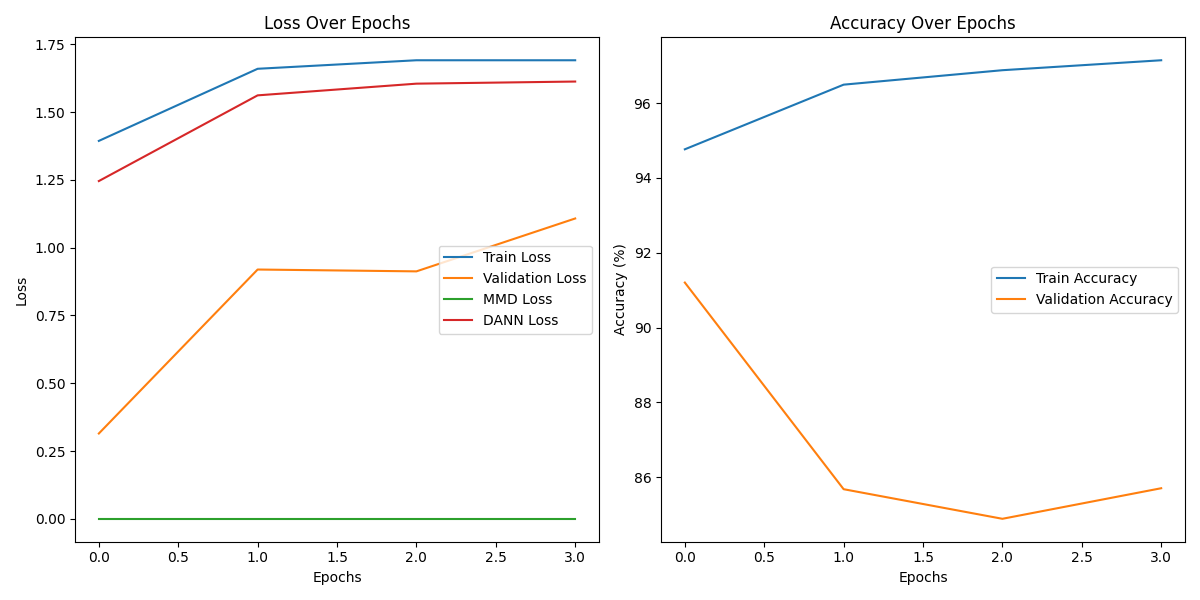 Loss Over Epochs
1.75
1.50
1.25
1.00
0.75
0.50
0.25
0.00
Loss
Train Loss
Validation Loss
MMD Loss
DANN Loss
0.0 0.5 1.0 1.5 2.0 2.5 3.0
Epochs
Accuracy Over Epochs
96
94
92
90
88
86
Accuracy (%)
Train Accuracy
Validation Accuracy
0.0 0.5 1.0 1.5 2.0 2.5 3.0
Epochs